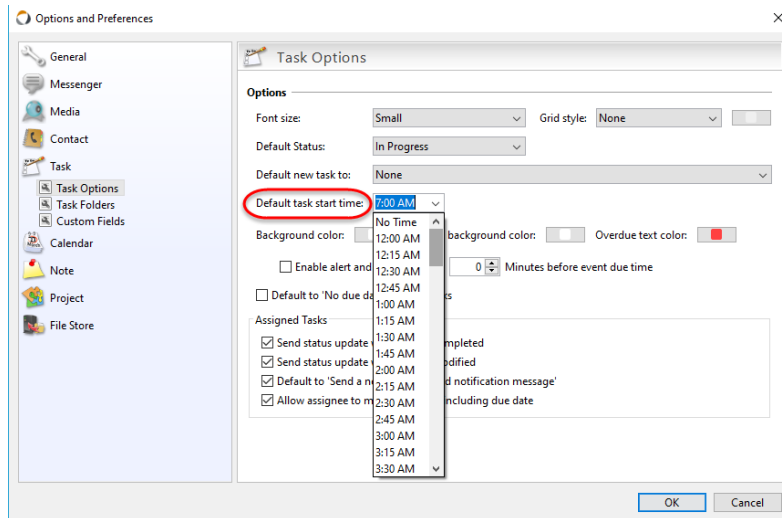 Options and Preferences
General
Messenger
Media
Contact
Task
Task Options
Task Folders
Custom Fields
Calendar
Note
Project
File Store
Task Options
Options
Font size: Small Grid style: None
Default Status: In Progress
Default new task to: None
Default task start time: 7:00 AM
No Time
12:00 AM
12:15 AM
12:30 AM
12:45 AM
1:00 AM
1:15 AM
1:30 AM
1:45 AM
2:00 AM
2:15 AM
2:30 AM
2:45 AM
3:00 AM
3:15 AM
3:30 AM
Background color: background color: Overdue text color:
Enable alert and 0 Minutes before event due time
Default to 'No due da
Assigned Tasks
Send status update
Send status update
Default to 'Send a n d notification message'
Allow assignee to m ncluding due date
OK Cancel